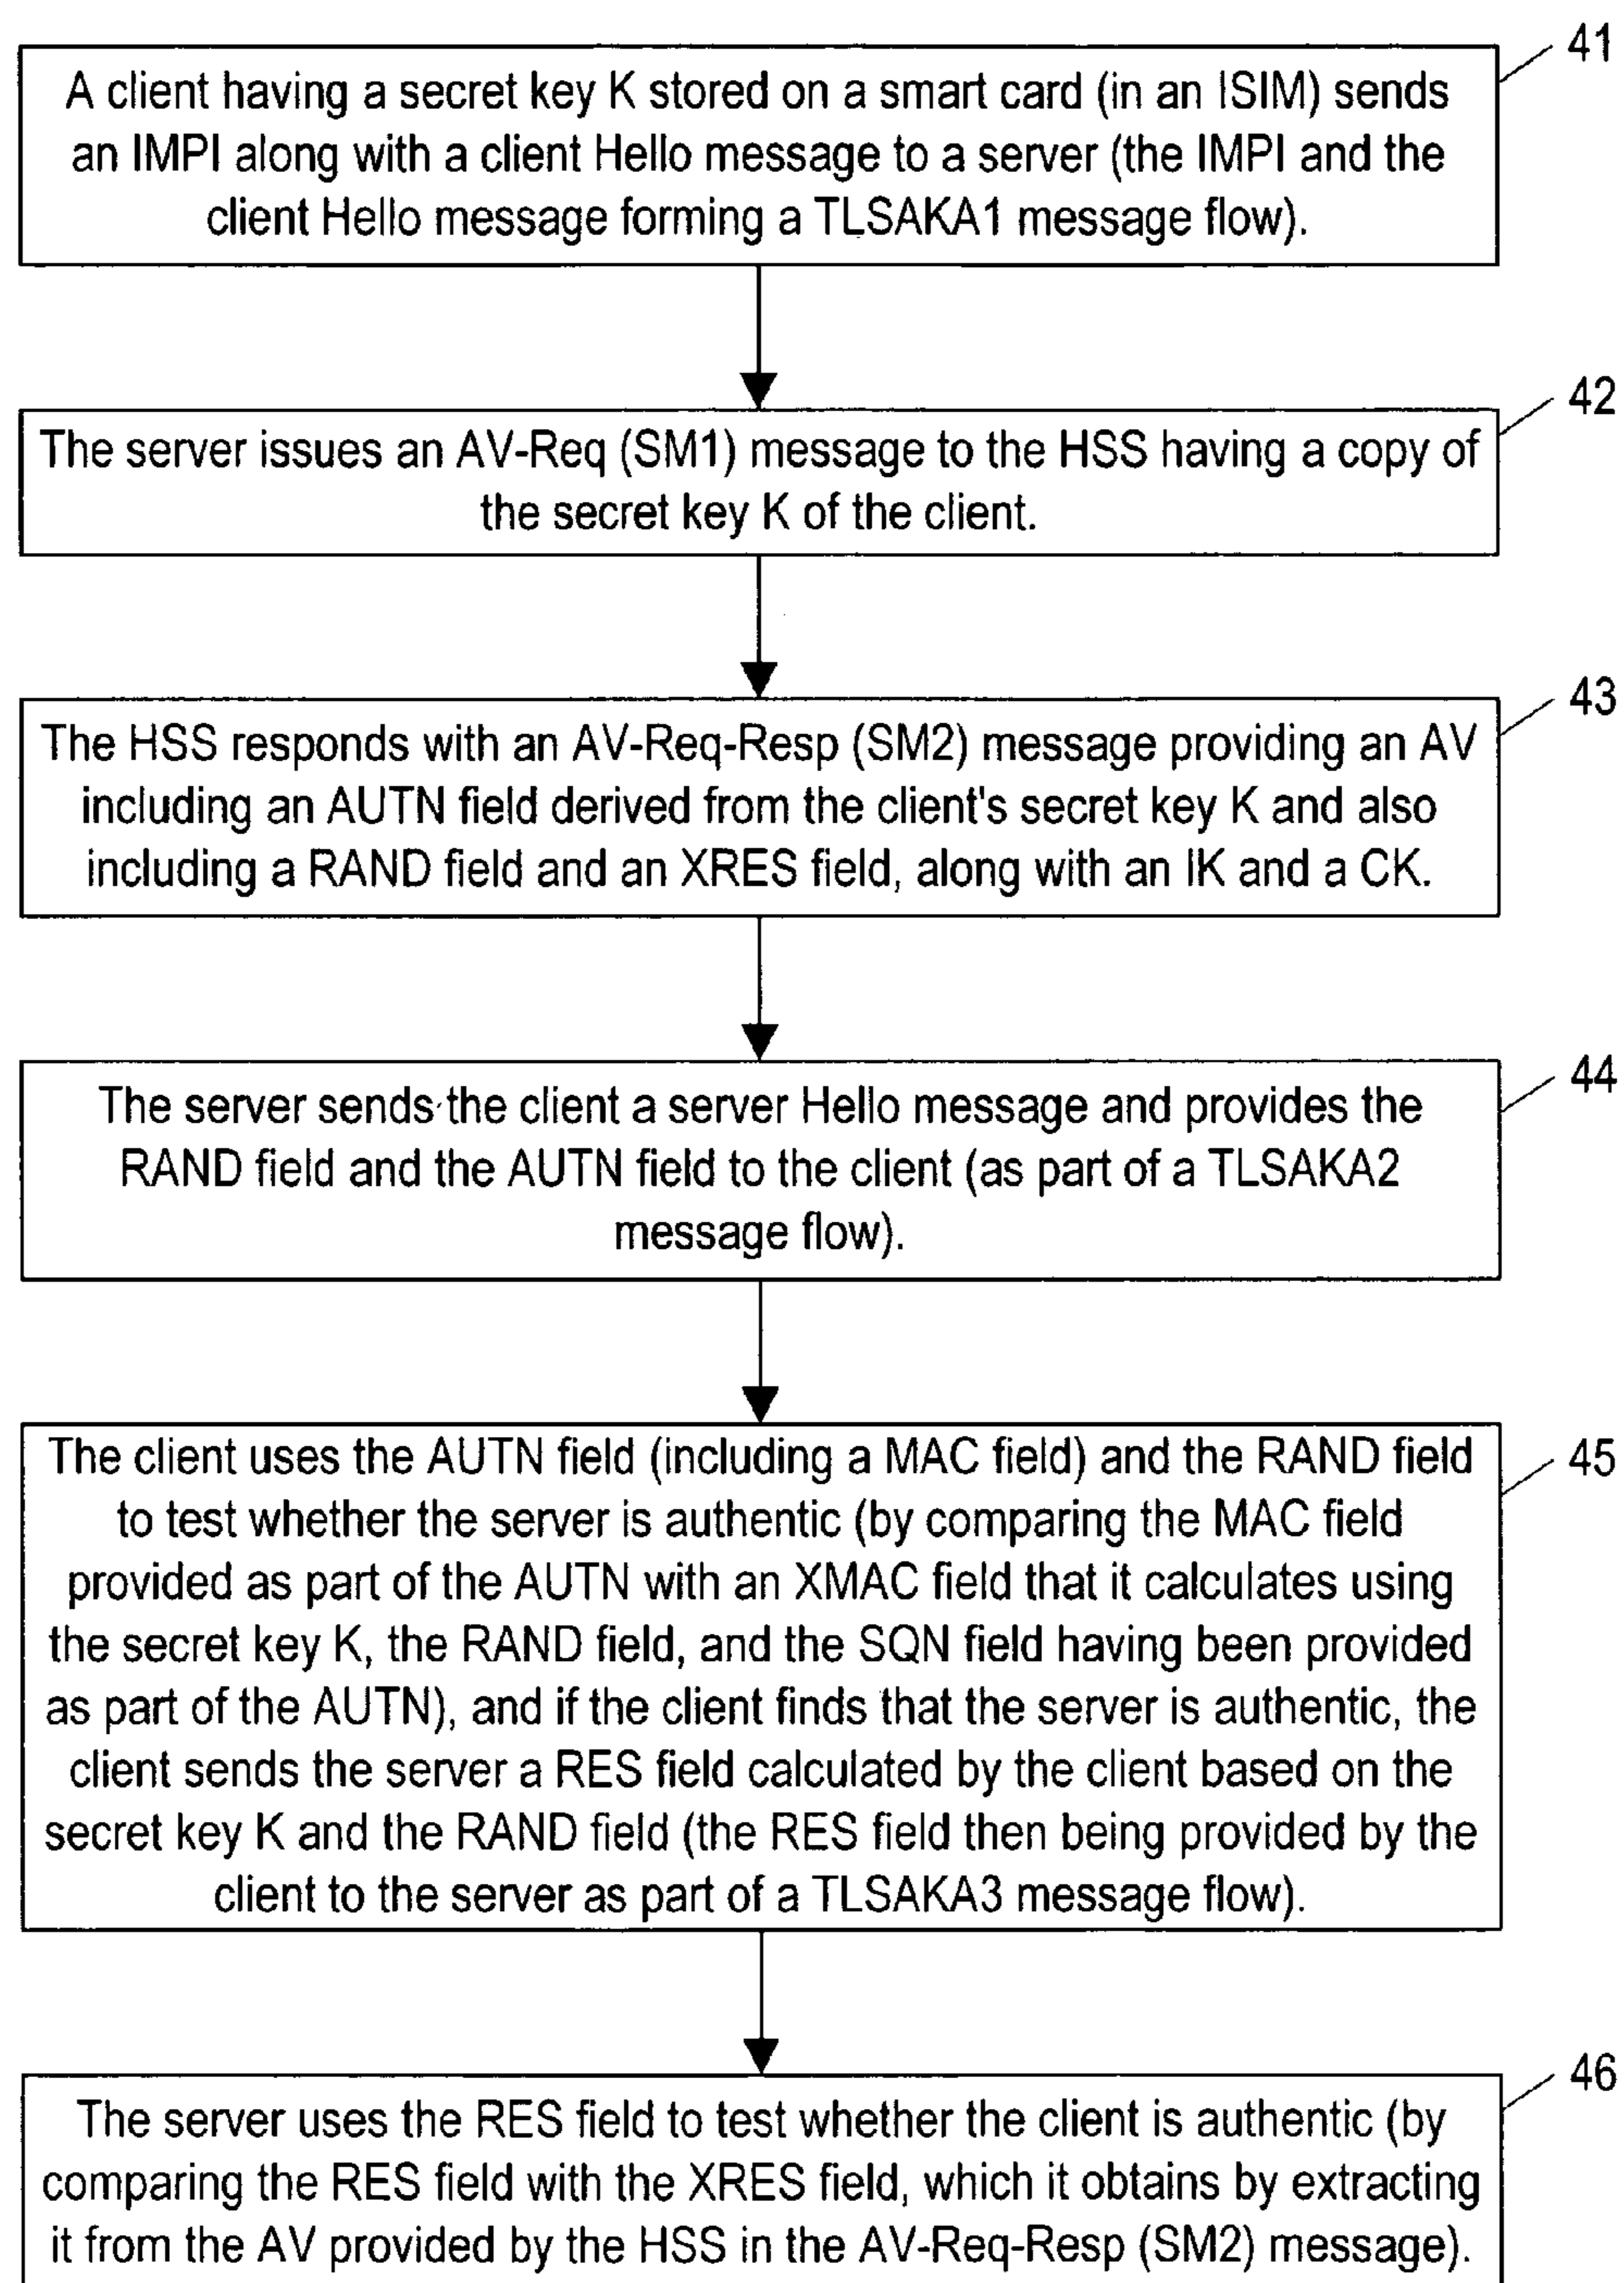 41
A client having a secret key K stored on a smart card (in an ISIM) sends
an IMPI along with a client Hello message to a server (the IMPI and the
client Hello message forming a TLSAKA1 message flow).
42
The server issues an AV-Req (SM1) message to the HSS having a copy of
the secret key K of the client.
43
The HSS responds with an AV-Req-Resp (SM2) message providing an AV
including an AUTN field derived from the client's secret key K and also
including a RAND field and an XRES field, along with an IK and a CK.
44
The server sends the client a server Hello message and provides the
RAND field and the AUTN field to the client (as part of a TLSAKA2
message flow).
45
The client uses the AUTN field (including a MAC field) and the RAND field
to test whether the server is authentic (by comparing the MAC field
provided as part of the AUTN with an XMAC field that it calculates using
the secret key K, the RAND field, and the SQN field having been provided
as part of the AUTN), and if the client finds that the server is authentic, the
client sends the server a RES field calculated by the client based on the
secret key K and the RAND field (the RES field then being provided by the
client to the server as part of a TLSAKA3 message flow).
46
The server uses the RES field to test whether the client is authentic (by
comparing the RES field with the XRES field, which it obtains by extracting
it from the AV provided by the HSS in the AV-Req-Resp (SM2) message).